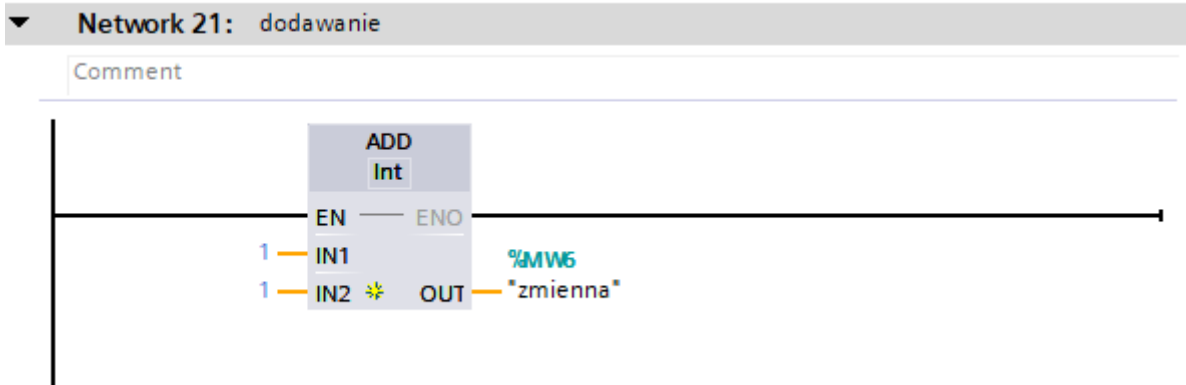 Network 21: dodawanie
Comment
ADD
Int
EN ENO
1 IN1
%MW6
1 IN2 OUT "zmienna"